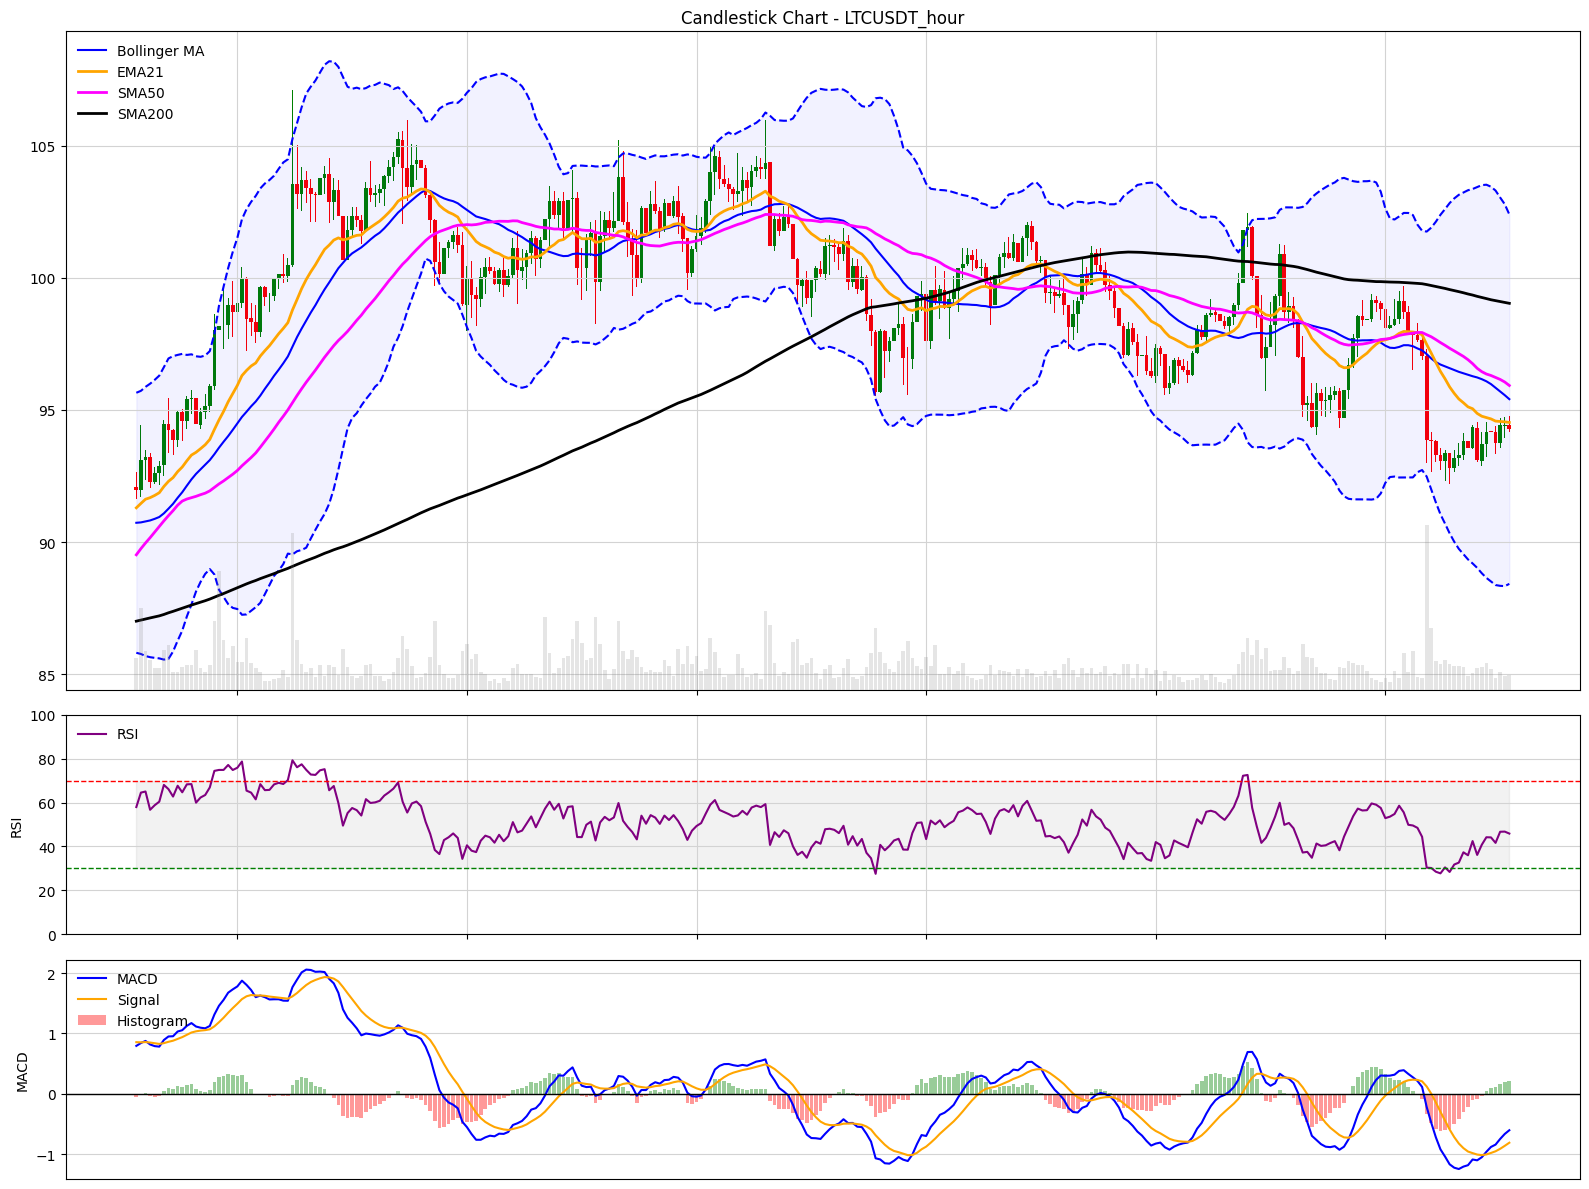 Candlestick Chart - LTCUSDT_hour
Bollinger MA
EMA21
SMA50
SMA200
105
100
95
90
85
100
80
60
40
20
0
RSI
RSI
2
1
0
−1
MACD
MACD
Signal
Histogram